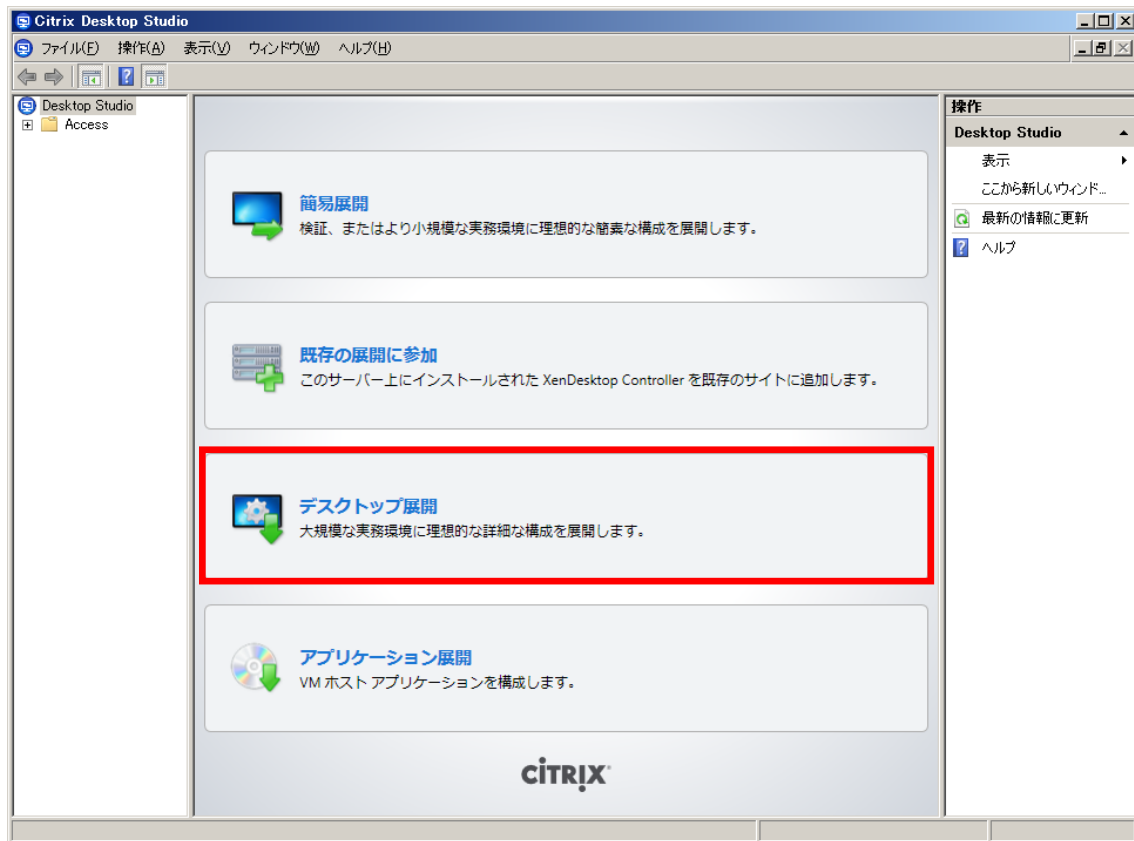 Citrix Desktop Studio
ファイル(F) 操作(A) 表示(V) ウィンドウ(W) ヘルプ(H)
Desktop Studio
Access
簡易展開
検証、またはより小規模な実務環境に理想的な簡素な構成を展開します。
既存の展開に参加
このサーバー上にインストールされた XenDesktop Controller を既存のサイトに追加します。
デスクトップ展開
大規模な実務環境に理想的な詳細な構成を展開します。
アプリケーション展開
VM ホスト アプリケーションを構成します。
CITRIX
操作
Desktop Studio
表示
ここから新しいウィンド...
最新の情報に更新
ヘルプ